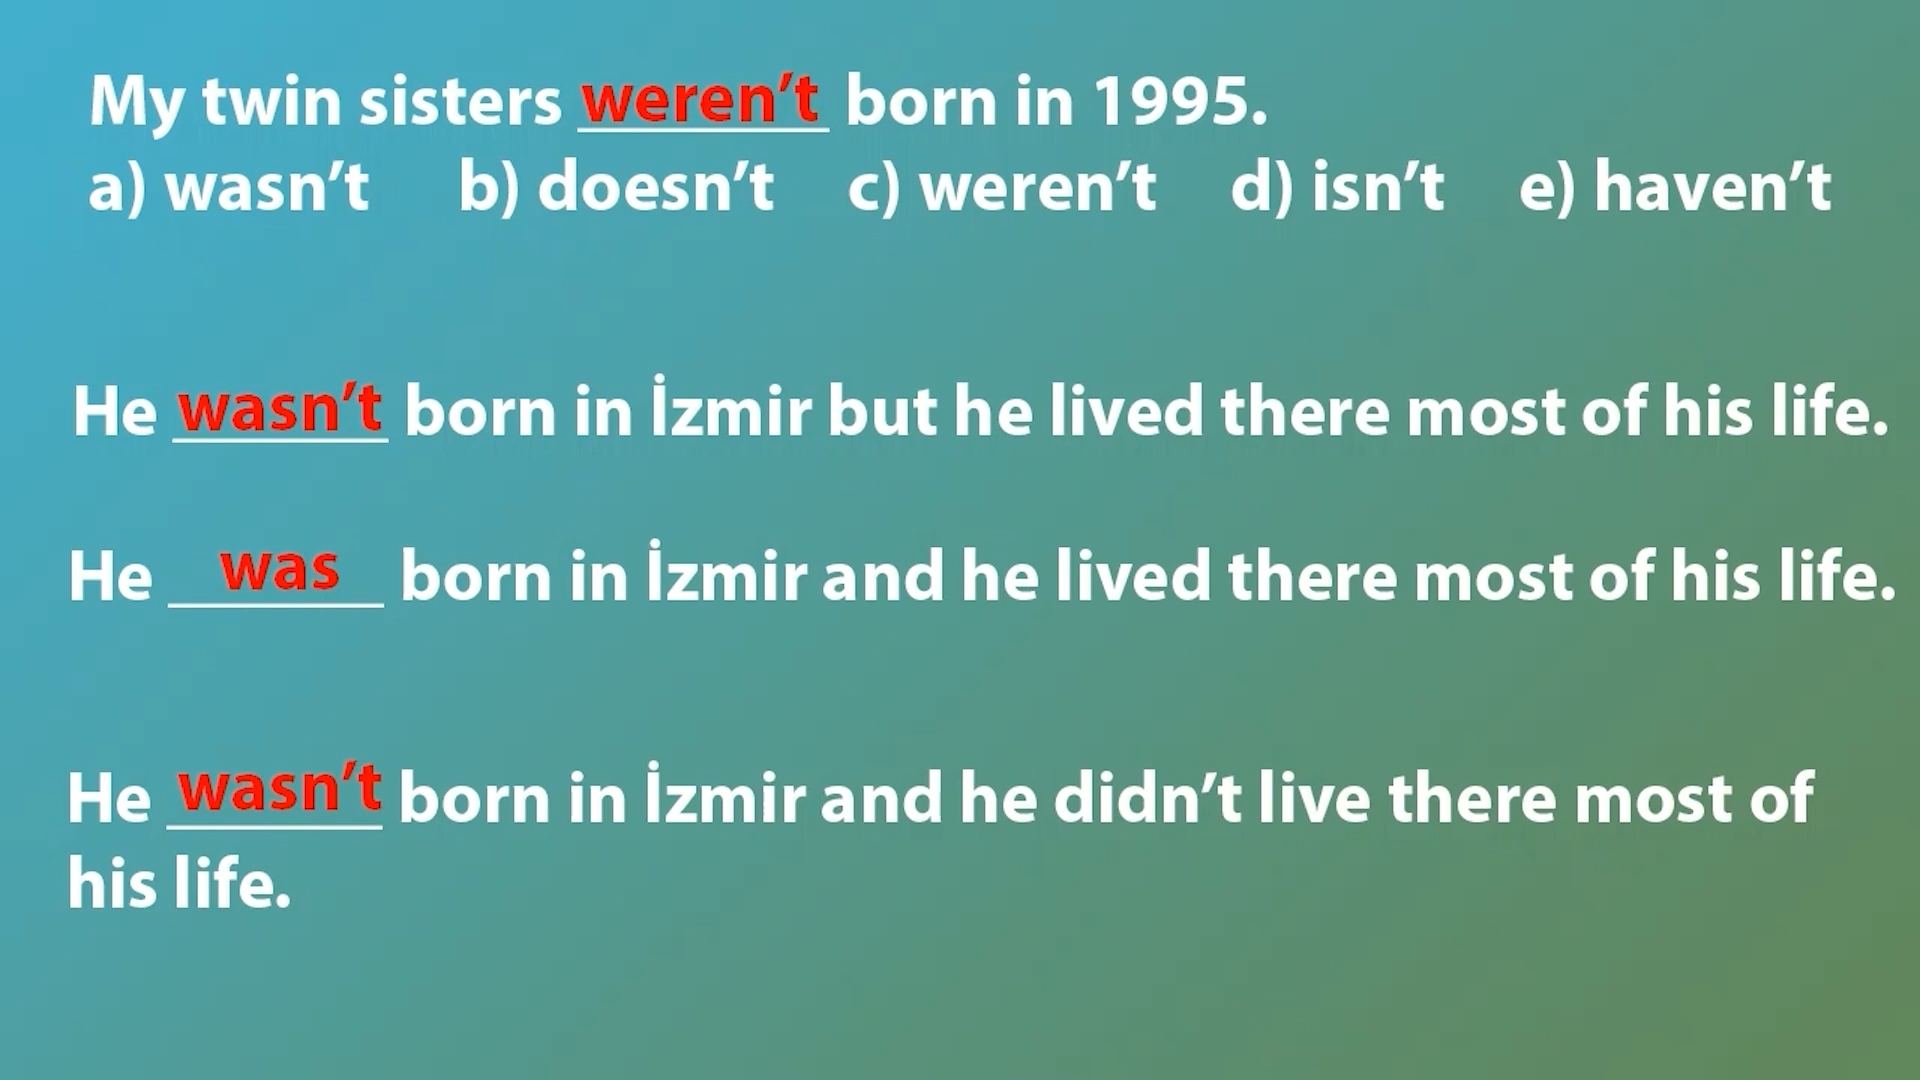 My twin sisters weren’t born in 1995.
a) wasn’t b) doesn’t c) weren’t d) isn’t e) haven’t
He wasn’t born in İzmir but he lived there most of his life.
He was born in İzmir and he lived there most of his life.
He wasn’t born in İzmir and he didn’t live there most of
his life.